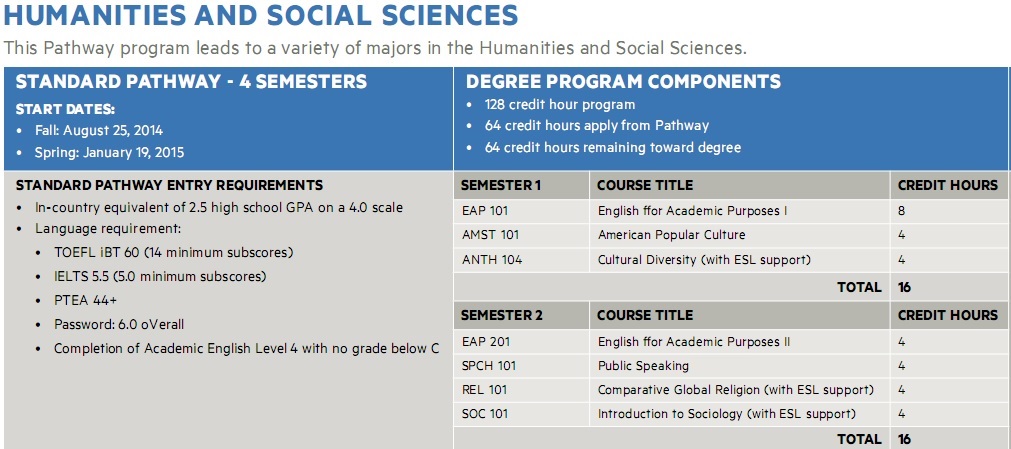 HUMANITIES AND SOCIAL SCIENCES
This Pathway program leads to a variety of majors in the Humanities and Social Sciences.
STANDARD PATHWAY - 4 SEMESTERS
START DATES:
• Fall: August 25, 2014
• Spring: January 19, 2015
DEGREE PROGRAM COMPONENTS
• 128 credit hour program
• 64 credit hours apply from Pathway
• 64 credit hours remaining toward degree
STANDARD PATHWAY ENTRY REQUIREMENTS
• In-country equivalent of 2.5 high school GPA on a 4.0 scale
• Language requirement:
• TOEFL iBT 60 (14 minimum subscores)
• IELTS 5.5 (5.0 minimum subscores)
• PTEA 44+
• Password: 6.0 oVerall
• Completion of Academic English Level 4 with no grade below C
SEMESTER 1 COURSE TITLE CREDIT HOURS
EAP 101 English ffor Academic Purposes I 8
AMST 101 American Popular Culture 4
ANTH 104 Cultural Diversity (with ESL support) 4
TOTAL 16
SEMESTER 2 COURSE TITLE CREDIT HOURS
EAP 201 English ffor Academic Purposes II 4
SPCH 101 Public Speaking 4
REL 101 Comparative Global Religion (with ESL support) 4
SOC 101 Introduction to Sociology (with ESL support) 4
TOTAL 16